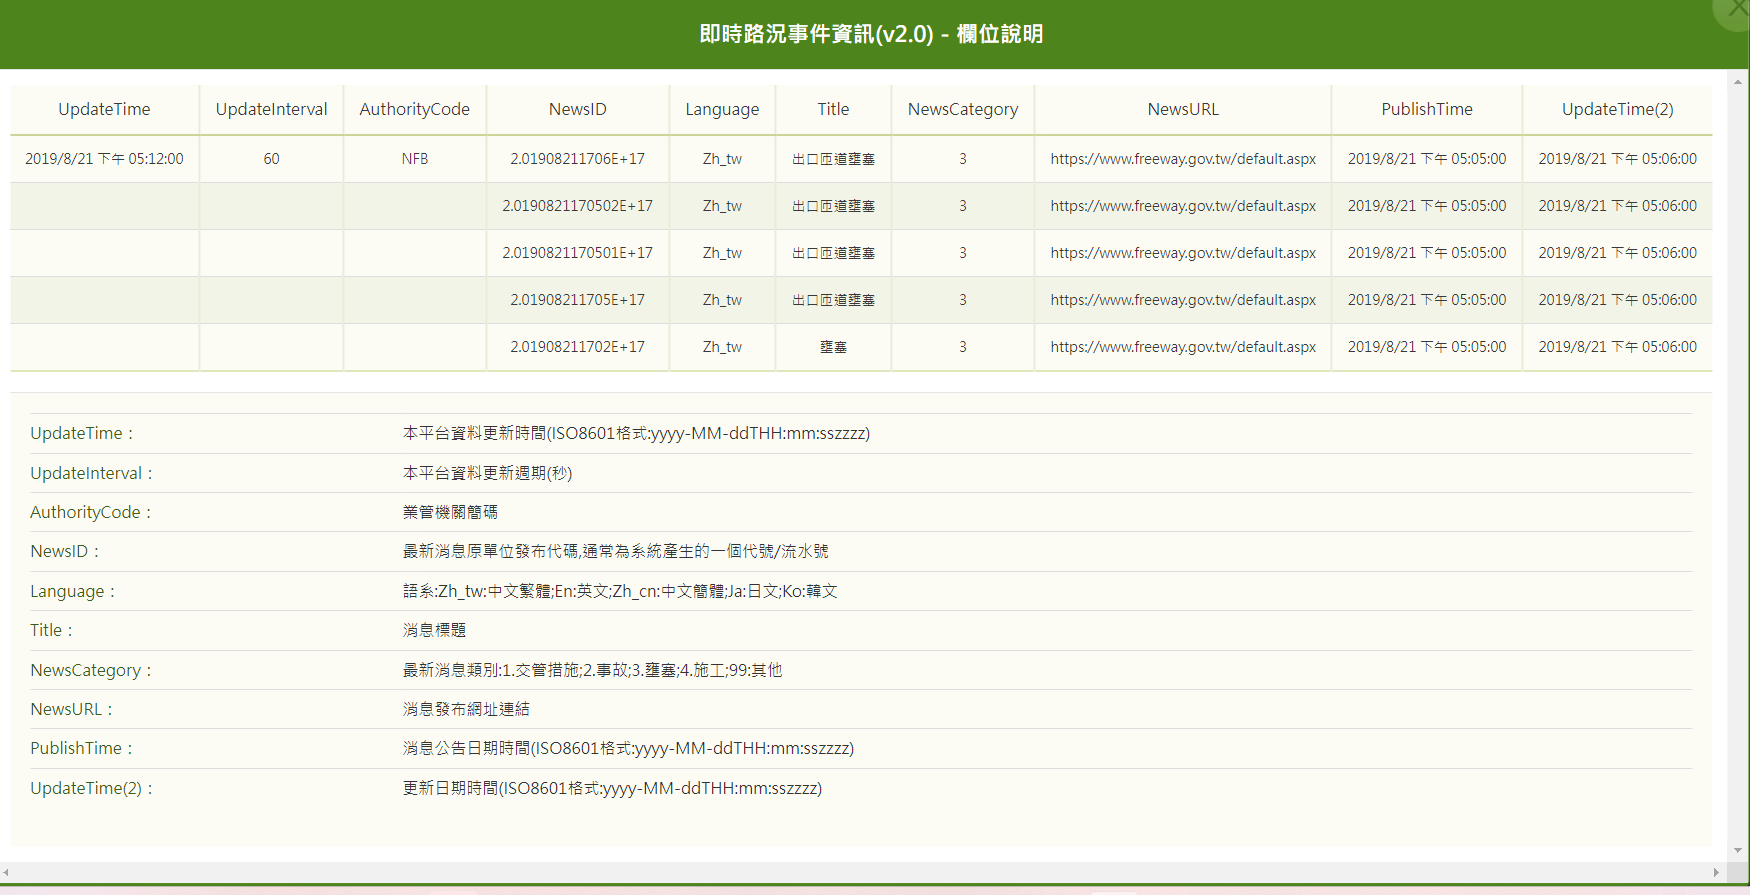 即時路況事件資訊(v2.0) - 欄位說明
UpdateTime UpdateInterval AuthorityCode NewsID Language Title NewsCategory NewsURL PublishTime UpdateTime(2)
2019/8/21 下午 05:12:00 60 NFB 2.01908211706E+17 Zh_tw 出口匝道壅塞 3 https://www.freeway.gov.tw/default.aspx 2019/8/21 下午 05:05:00 2019/8/21 下午 05:06:00
2.0190821170502E+17 Zh_tw 出口匝道壅塞 3 https://www.freeway.gov.tw/default.aspx 2019/8/21 下午 05:05:00 2019/8/21 下午 05:06:00
2.0190821170501E+17 Zh_tw 出口匝道壅塞 3 https://www.freeway.gov.tw/default.aspx 2019/8/21 下午 05:05:00 2019/8/21 下午 05:06:00
2.01908211705E+17 Zh_tw 出口匝道壅塞 3 https://www.freeway.gov.tw/default.aspx 2019/8/21 下午 05:05:00 2019/8/21 下午 05:06:00
2.01908211702E+17 Zh_tw 壅塞 3 https://www.freeway.gov.tw/default.aspx 2019/8/21 下午 05:05:00 2019/8/21 下午 05:06:00
UpdateTime： 本平台資料更新時間(ISO8601格式:yyyy-MM-ddTHH:mm:sszzzz)
UpdateInterval： 本平台資料更新週期(秒)
AuthorityCode： 業管機關簡碼
NewsID： 最新消息原單位發布代碼,通常為系統產生的一個代號/流水號
Language： 語系:Zh_tw:中文繁體;En:英文;Zh_cn:中文簡體;Ja:日文;Ko:韓文
Title： 消息標題
NewsCategory： 最新消息類別:1.交管措施;2.事故;3.壅塞;4.施工;99:其他
NewsURL： 消息發布網址連結
PublishTime： 消息公告日期時間(ISO8601格式:yyyy-MM-ddTHH:mm:sszzzz)
UpdateTime(2)： 更新日期時間(ISO8601格式:yyyy-MM-ddTHH:mm:sszzzz)